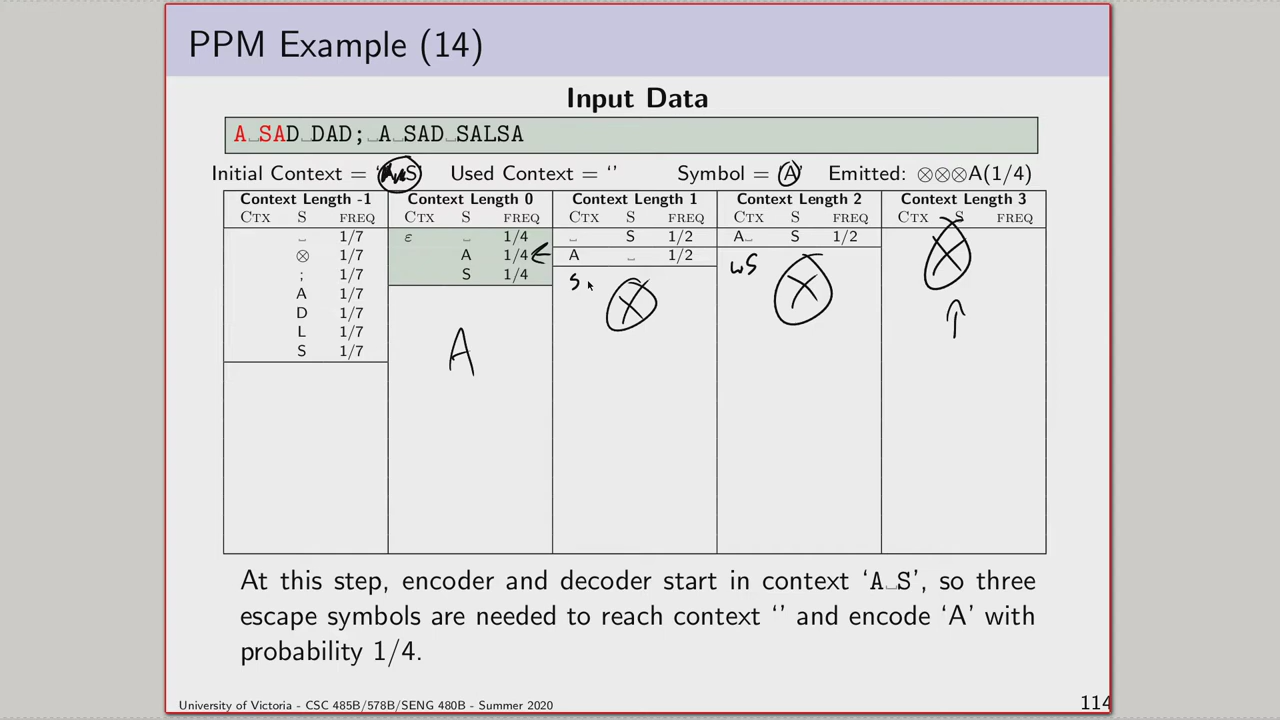 PPM Example (14)
Input Data
A␣SAD␣DAD;␣A␣SAD␣SALSA
Initial Context = ‘A␣S’ Used Context = ‘’ Symbol = ‘A’ Emitted: ⊗⊗⊗A(1/4)
Context Length -1 Context Length 0 Context Length 1 Context Length 2 Context Length 3
CTX S FREQ CTX S FREQ CTX S FREQ CTX S FREQ CTX S FREQ
␣ 1/7 ε ␣ 1/4 ␣ S 1/2 A␣ S 1/2
⊗ 1/7 A 1/4 A ␣ 1/2
; 1/7 S 1/4 S ␣S
A 1/7
D 1/7
L 1/7 A
S 1/7
At this step, encoder and decoder start in context ‘A␣S’, so three
escape symbols are needed to reach context ‘’ and encode ‘A’ with
probability 1/4.
University of Victoria - CSC 485B/578B/SENG 480B - Summer 2020
114